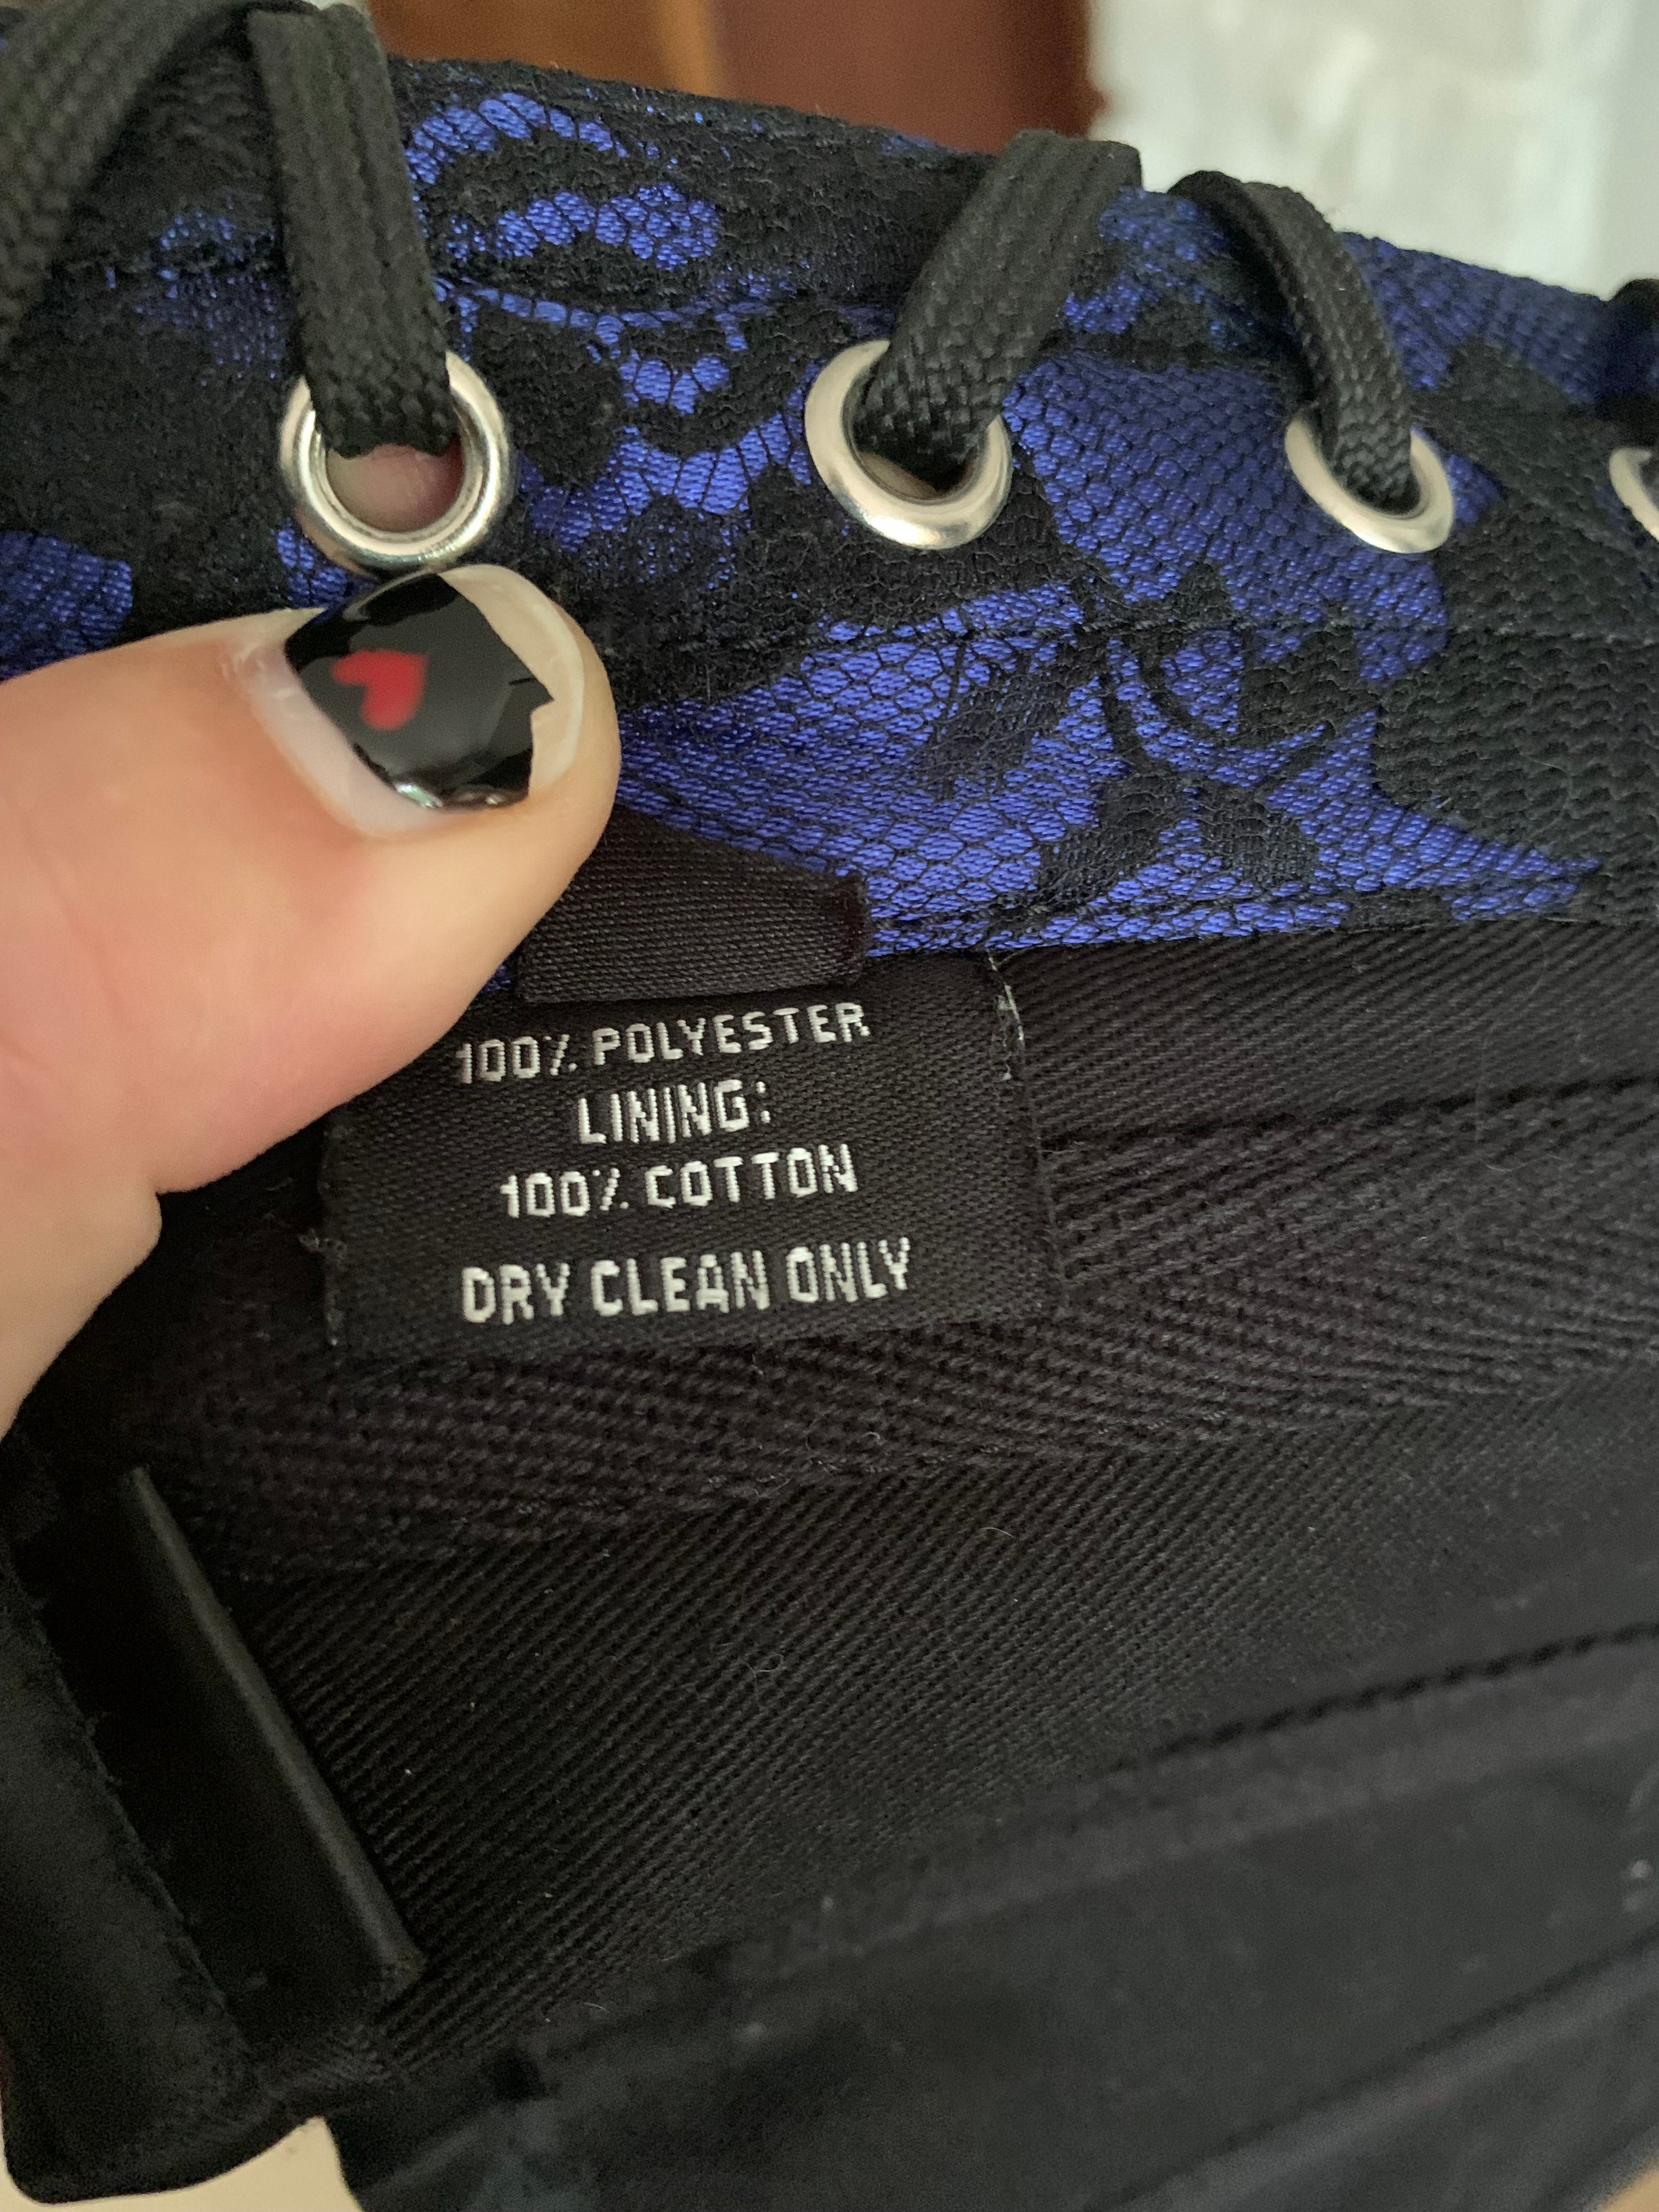 100% POLYESTER
LINING:
100% COTTON
DRY CLEAN ONLY